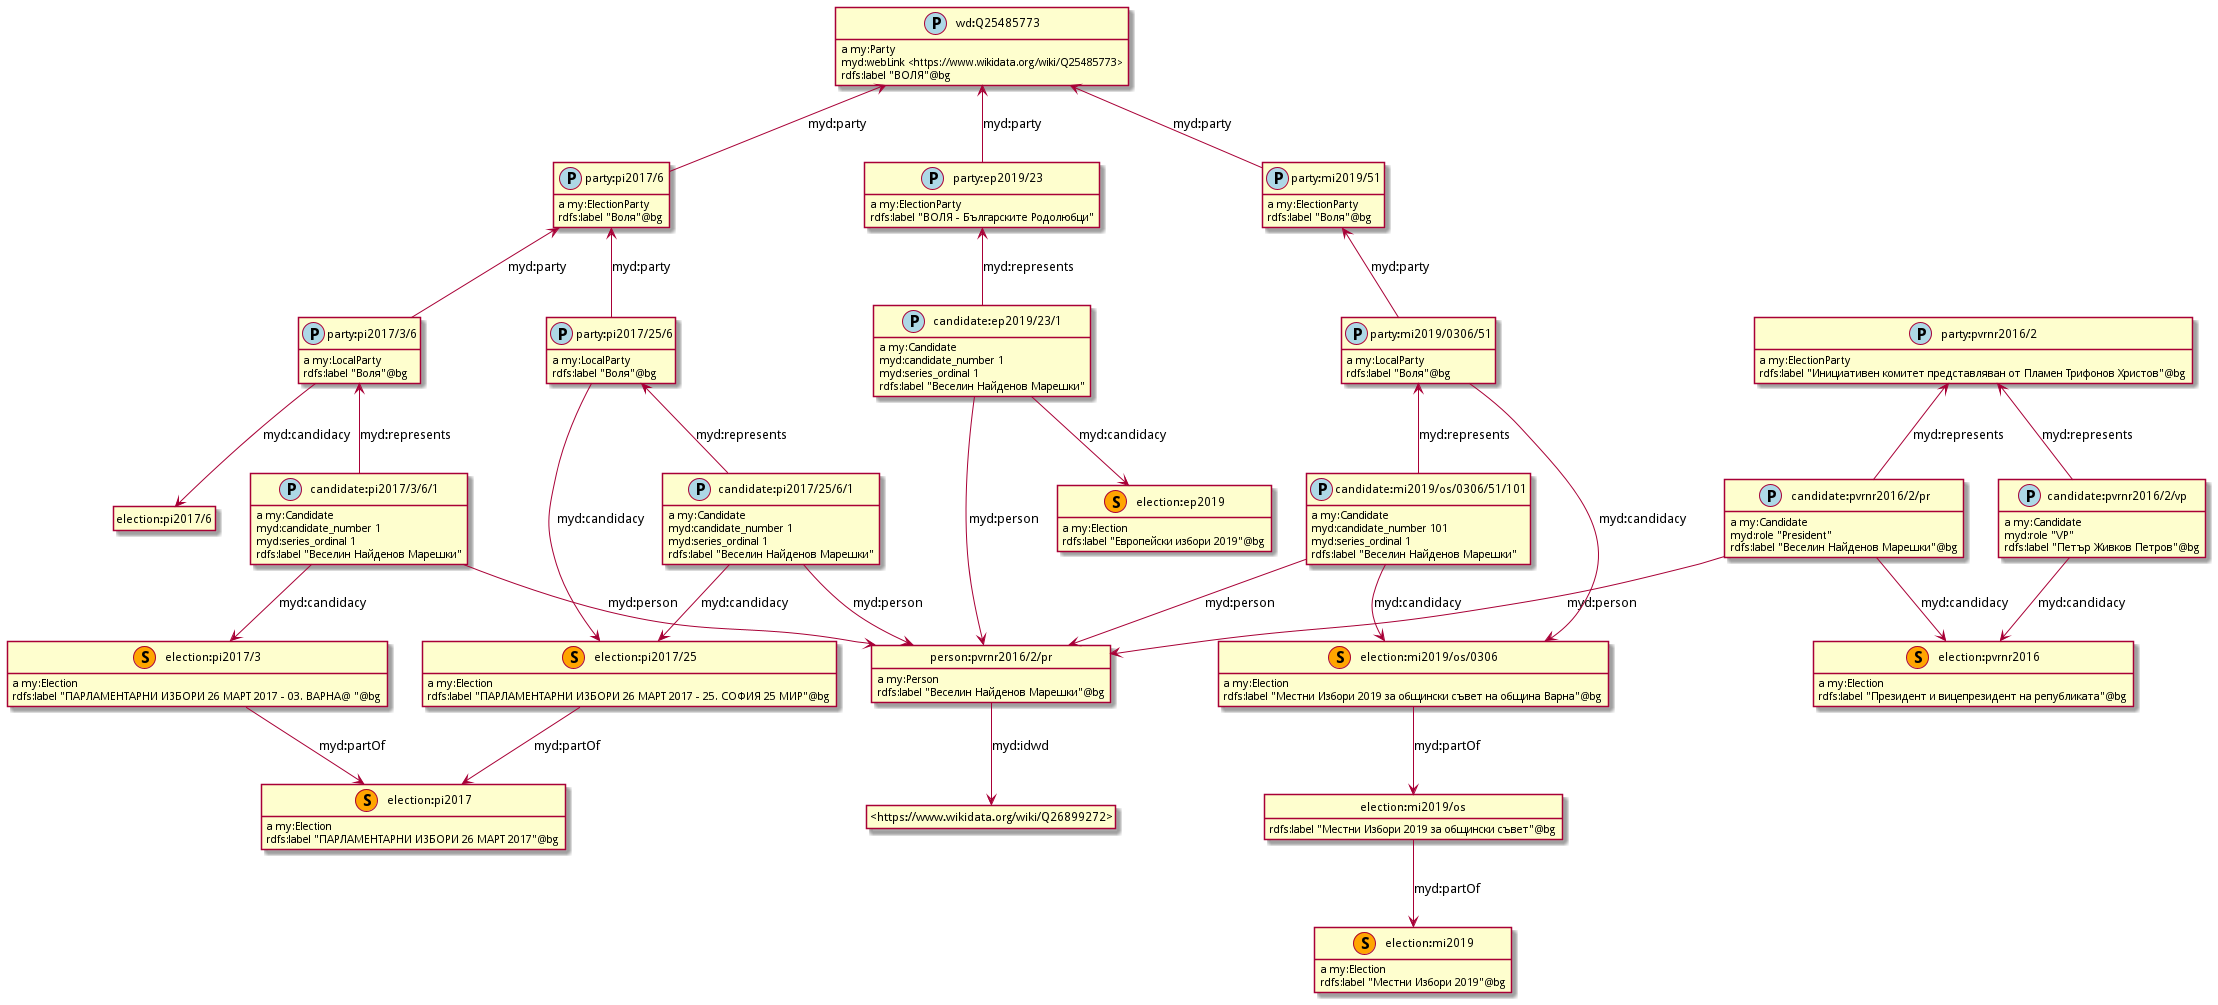 P wd:Q25485773
a my:Party
myd:webLink <https://www.wikidata.org/wiki/Q25485773>
rdfs:label "ВОЛЯ"@bg
myd:party
myd:party
myd:party
P party:pi2017/6
a my:ElectionParty
rdfs:label "Воля"@bg
P party:ep2019/23
a my:ElectionParty
rdfs:label "ВОЛЯ - Българските Родолюбци"
P party:mi2019/51
a my:ElectionParty
rdfs:label "Воля"@bg
myd:party
myd:party
myd:represents
myd:party
P party:pi2017/3/6
a my:LocalParty
rdfs:label "Воля"@bg
P party:pi2017/25/6
a my:LocalParty
rdfs:label "Воля"@bg
P candidate:ep2019/23/1
a my:Candidate
myd:candidate_number 1
myd:series_ordinal 1
rdfs:label "Веселин Найденов Марешки"
P party:mi2019/0306/51
a my:LocalParty
rdfs:label "Воля"@bg
P party:pvrnr2016/2
a my:ElectionParty
rdfs:label "Инициативен комитет представляван от Пламен Трифонов Христов"@bg
myd:candidacy
myd:represents
myd:represents
myd:candidacy
myd:represents
myd:represents
myd:represents
election:pi2017/6
P candidate:pi2017/3/6/1
a my:Candidate
myd:candidate_number 1
myd:series_ordinal 1
rdfs:label "Веселин Найденов Марешки"
myd:candidacy
P candidate:pi2017/25/6/1
a my:Candidate
myd:candidate_number 1
myd:series_ordinal 1
rdfs:label "Веселин Найденов Марешки"
myd:person
S election:ep2019
a my:Election
rdfs:label "Европейски избори 2019"@bg
P candidate:mi2019/os/0306/51/101
a my:Candidate
myd:candidate_number 101
myd:series_ordinal 1
rdfs:label "Веселин Найденов Марешки"
myd:candidacy
P candidate:pvrnr2016/2/pr
a my:Candidate
myd:role "President"
rdfs:label "Веселин Найденов Марешки"@bg
P candidate:pvrnr2016/2/vp
a my:Candidate
myd:role "VP"
rdfs:label "Петър Живков Петров"@bg
myd:candidacy
myd:person
myd:candidacy
myd:person
myd:person
myd:candidacy
myd:person
myd:candidacy
myd:candidacy
S election:pi2017/3
a my:Election
rdfs:label "ПАРЛАМЕНТАРНИ ИЗБОРИ 26 МАРТ 2017 - 03. ВАРНА@ "@bg
S election:pi2017/25
a my:Election
rdfs:label "ПАРЛАМЕНТАРНИ ИЗБОРИ 26 МАРТ 2017 - 25. СОФИЯ 25 МИР"@bg
person:pvrnr2016/2/pr
a my:Person
rdfs:label "Веселин Найденов Марешки"@bg
S election:mi2019/os/0306
a my:Election
rdfs:label "Местни Избори 2019 за общински съвет на община Варна"@bg
S election:pvrnr2016
a my:Election
rdfs:label "Президент и вицепрезидент на републиката"@bg
myd:partOf
myd:partOf
myd:idwd
myd:partOf
S election:pi2017
a my:Election
rdfs:label "ПАРЛАМЕНТАРНИ ИЗБОРИ 26 МАРТ 2017"@bg
<https://www.wikidata.org/wiki/Q26899272>
election:mi2019/os
rdfs:label "Местни Избори 2019 за общински съвет"@bg
myd:partOf
S election:mi2019
a my:Election
rdfs:label "Местни Избори 2019"@bg